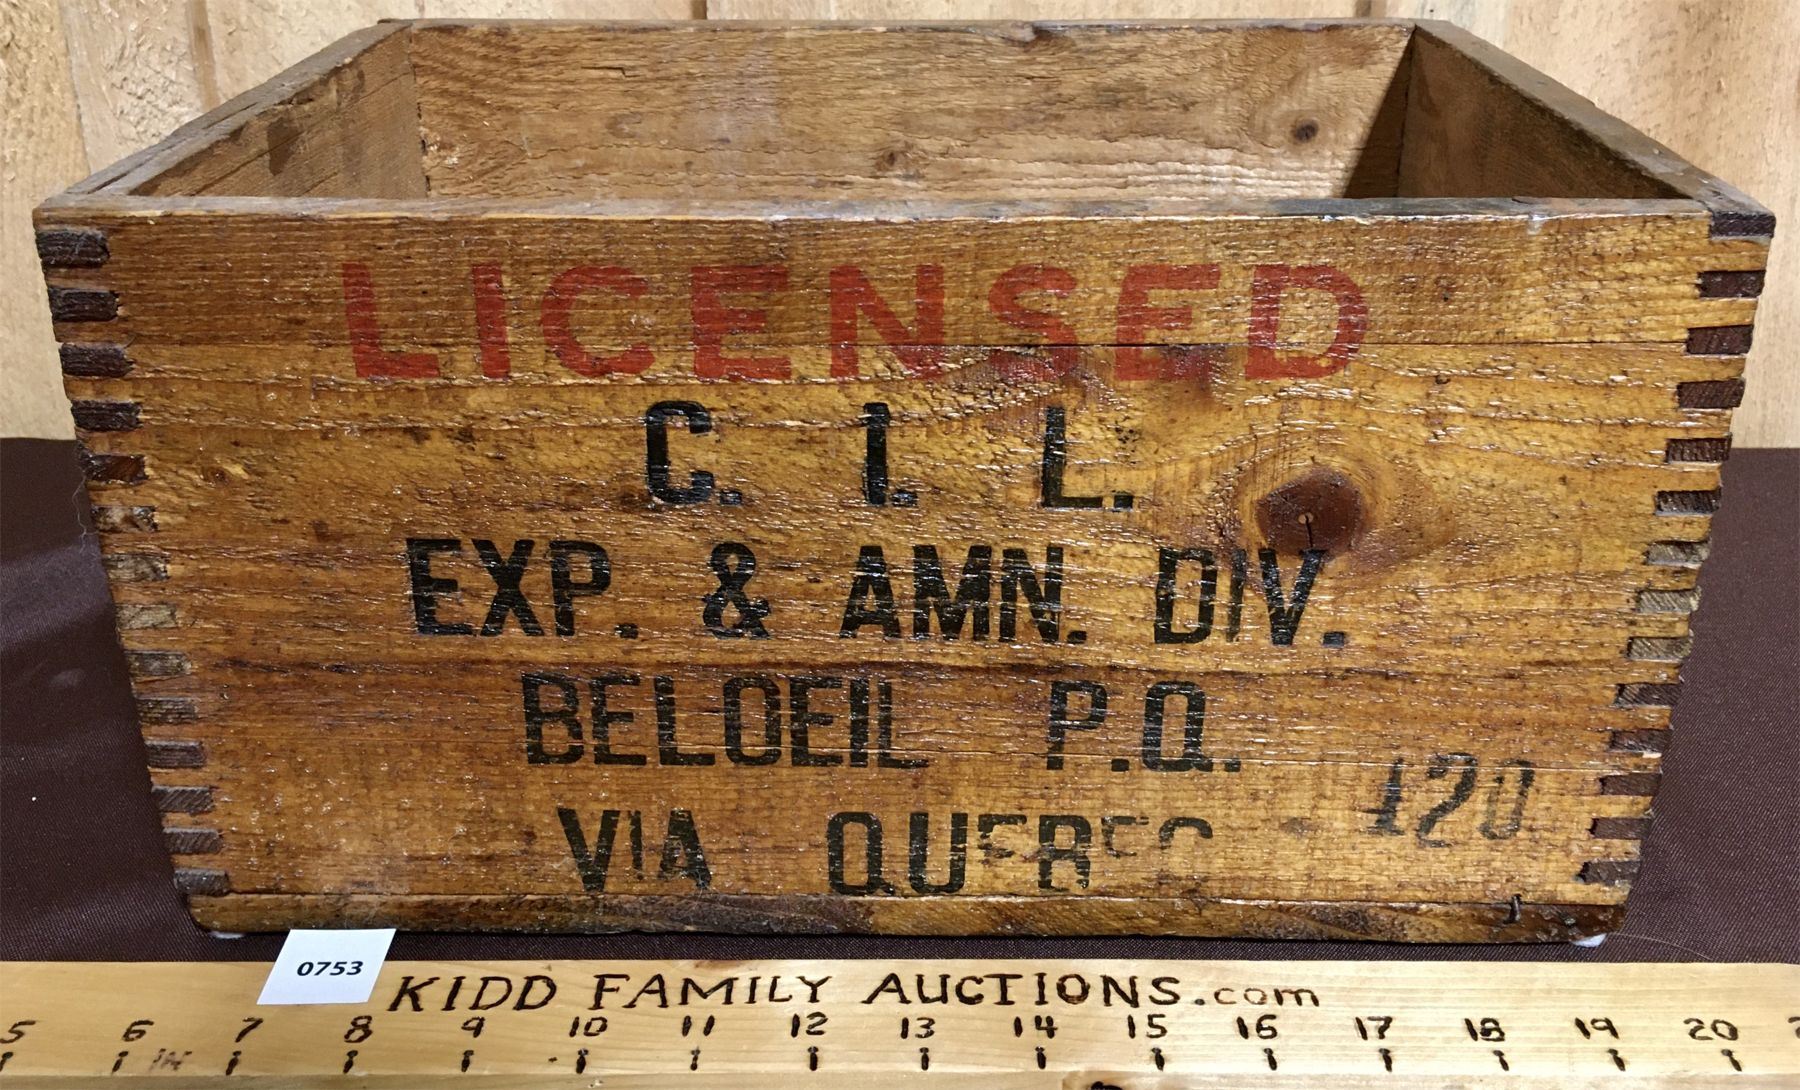 LICENSED
C. I. L.
EXP. & AMN. DIV.
BELOEIL P.Q.
120
VIA QUEBEC
0753
KIDD FAMILY AUCTIONS.com
5 6 7 8 9 10 11 12 13 14 15 16 17 18 19 20
IN